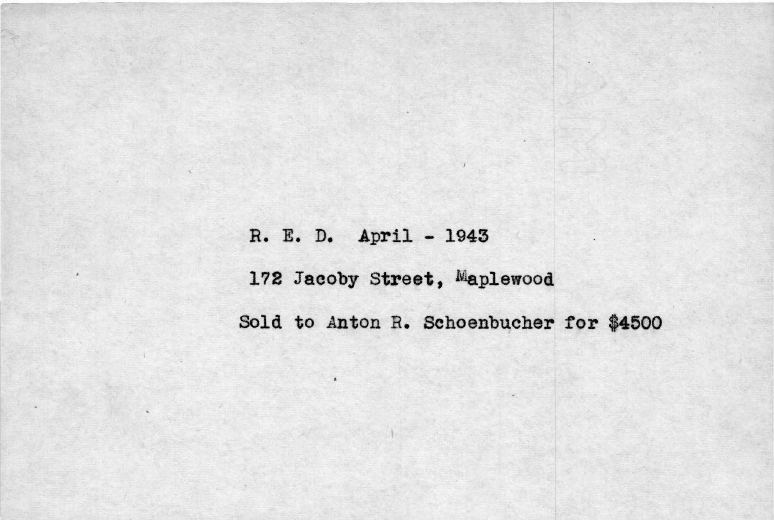 R. E. D. April - 1943
172 Jacoby Street, Maplewood
Sold to Anton R. Schoenbucher for $4500